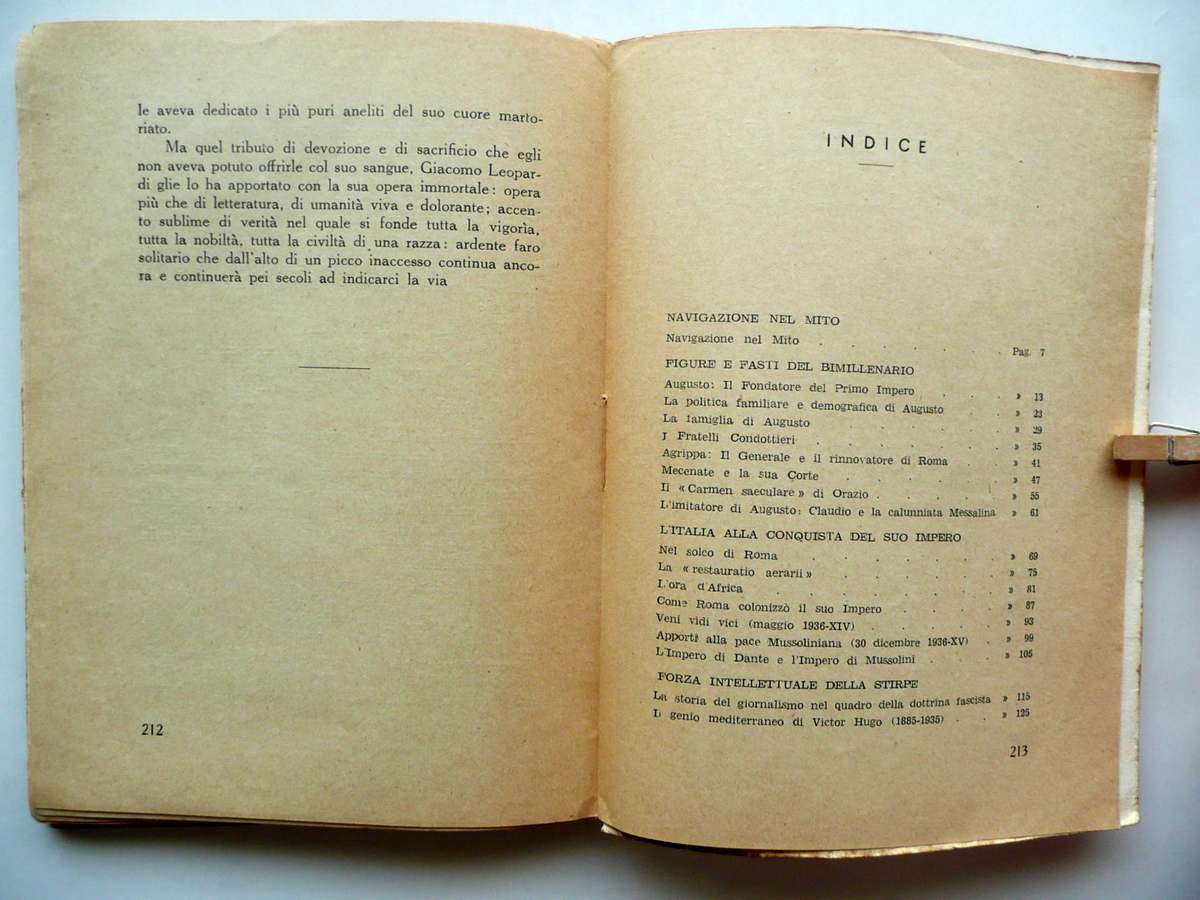 le aveva dedicato i più puri aneliti del suo cuore marto-
riato.
Ma quel tributo di devozione e di sacrificio che egli
non aveva potuto offrirle col suo sangue, Giacomo Leopar-
di glie lo ha apportato con la sua opera immortale: opera
più che di letteratura, di umanità viva e dolorante; accen-
to sublime di verità nel quale si fonde tutta la vigorìa,
tutta la nobiltà, tutta la civiltà di una razza: ardente faro
solitario che dall'alto di un picco inaccesso continua anco-
ra e continuerà pei secoli ad indicarci la via
212
INDICE
NAVIGAZIONE NEL MITO
Navigazione nel Mito . . . . . . Pag. 7
FIGURE E FASTI DEL BIMILLENARIO
Augusto: Il Fondatore del Primo Impero . . . » 13
La politica familiare e demografica di Augusto . . » 23
La famiglia di Augusto . . . . . » 29
I Fratelli Condottieri . . . . . » 35
Agrippa: Il Generale e il rinnovatore di Roma . . » 41
Mecenate e la sua Corte . . . . . » 47
Il « Carmen saeculare » di Orazio . . . . » 55
L'imitatore di Augusto: Claudio e la calunniata Messalina » 61
L'ITALIA ALLA CONQUISTA DEL SUO IMPERO
Nel solco di Roma . . . . . » 69
La « restauratio aerarii » . . . . . » 75
L'ora d'Africa . . . . . . » 81
Come Roma colonizzò il suo Impero . . . . » 87
Veni vidi vici (maggio 1936-XIV) . . . . » 93
Apporti alla pace Mussoliniana (30 dicembre 1936-XV) . » 99
L'Impero di Dante e l'Impero di Mussolini . . . » 105
FORZA INTELLETTUALE DELLA STIRPE
La storia del giornalismo nel quadro della dottrina fascista » 115
Il genio mediterraneo di Victor Hugo (1885-1935) . . » 125
213